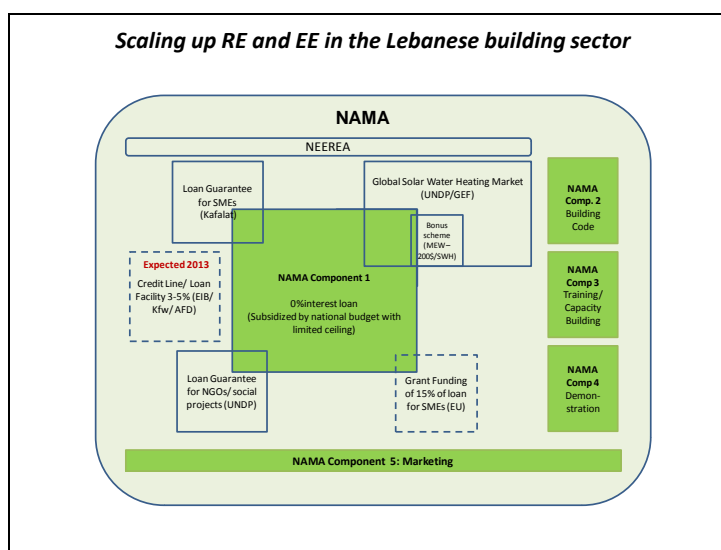 Scaling up RE and EE in the Lebanese building sector
NAMA
NEEREA
Loan Guarantee
for SMEs
(Kafalat)
Global Solar Water Heating Market
(UNDP/GEF)
Bonus
scheme
(MEW–
200$/SWH)
NAMA
Comp. 2
Building
Code
Expected 2013
Credit Line/ Loan
Facility 3-5% (EIB/
Kfw/ AFD)
NAMA Component 1
0%interest loan
(Subsidized by national budget with
limited ceiling)
NAMA
Comp 3
Training/
Capacity
Building
Loan Guarantee
for NGOs/ social
projects (UNDP)
Grant Funding
of 15% of loan
for SMEs (EU)
NAMA
Comp 4
Demon-
stration
NAMA Component 5: Marketing